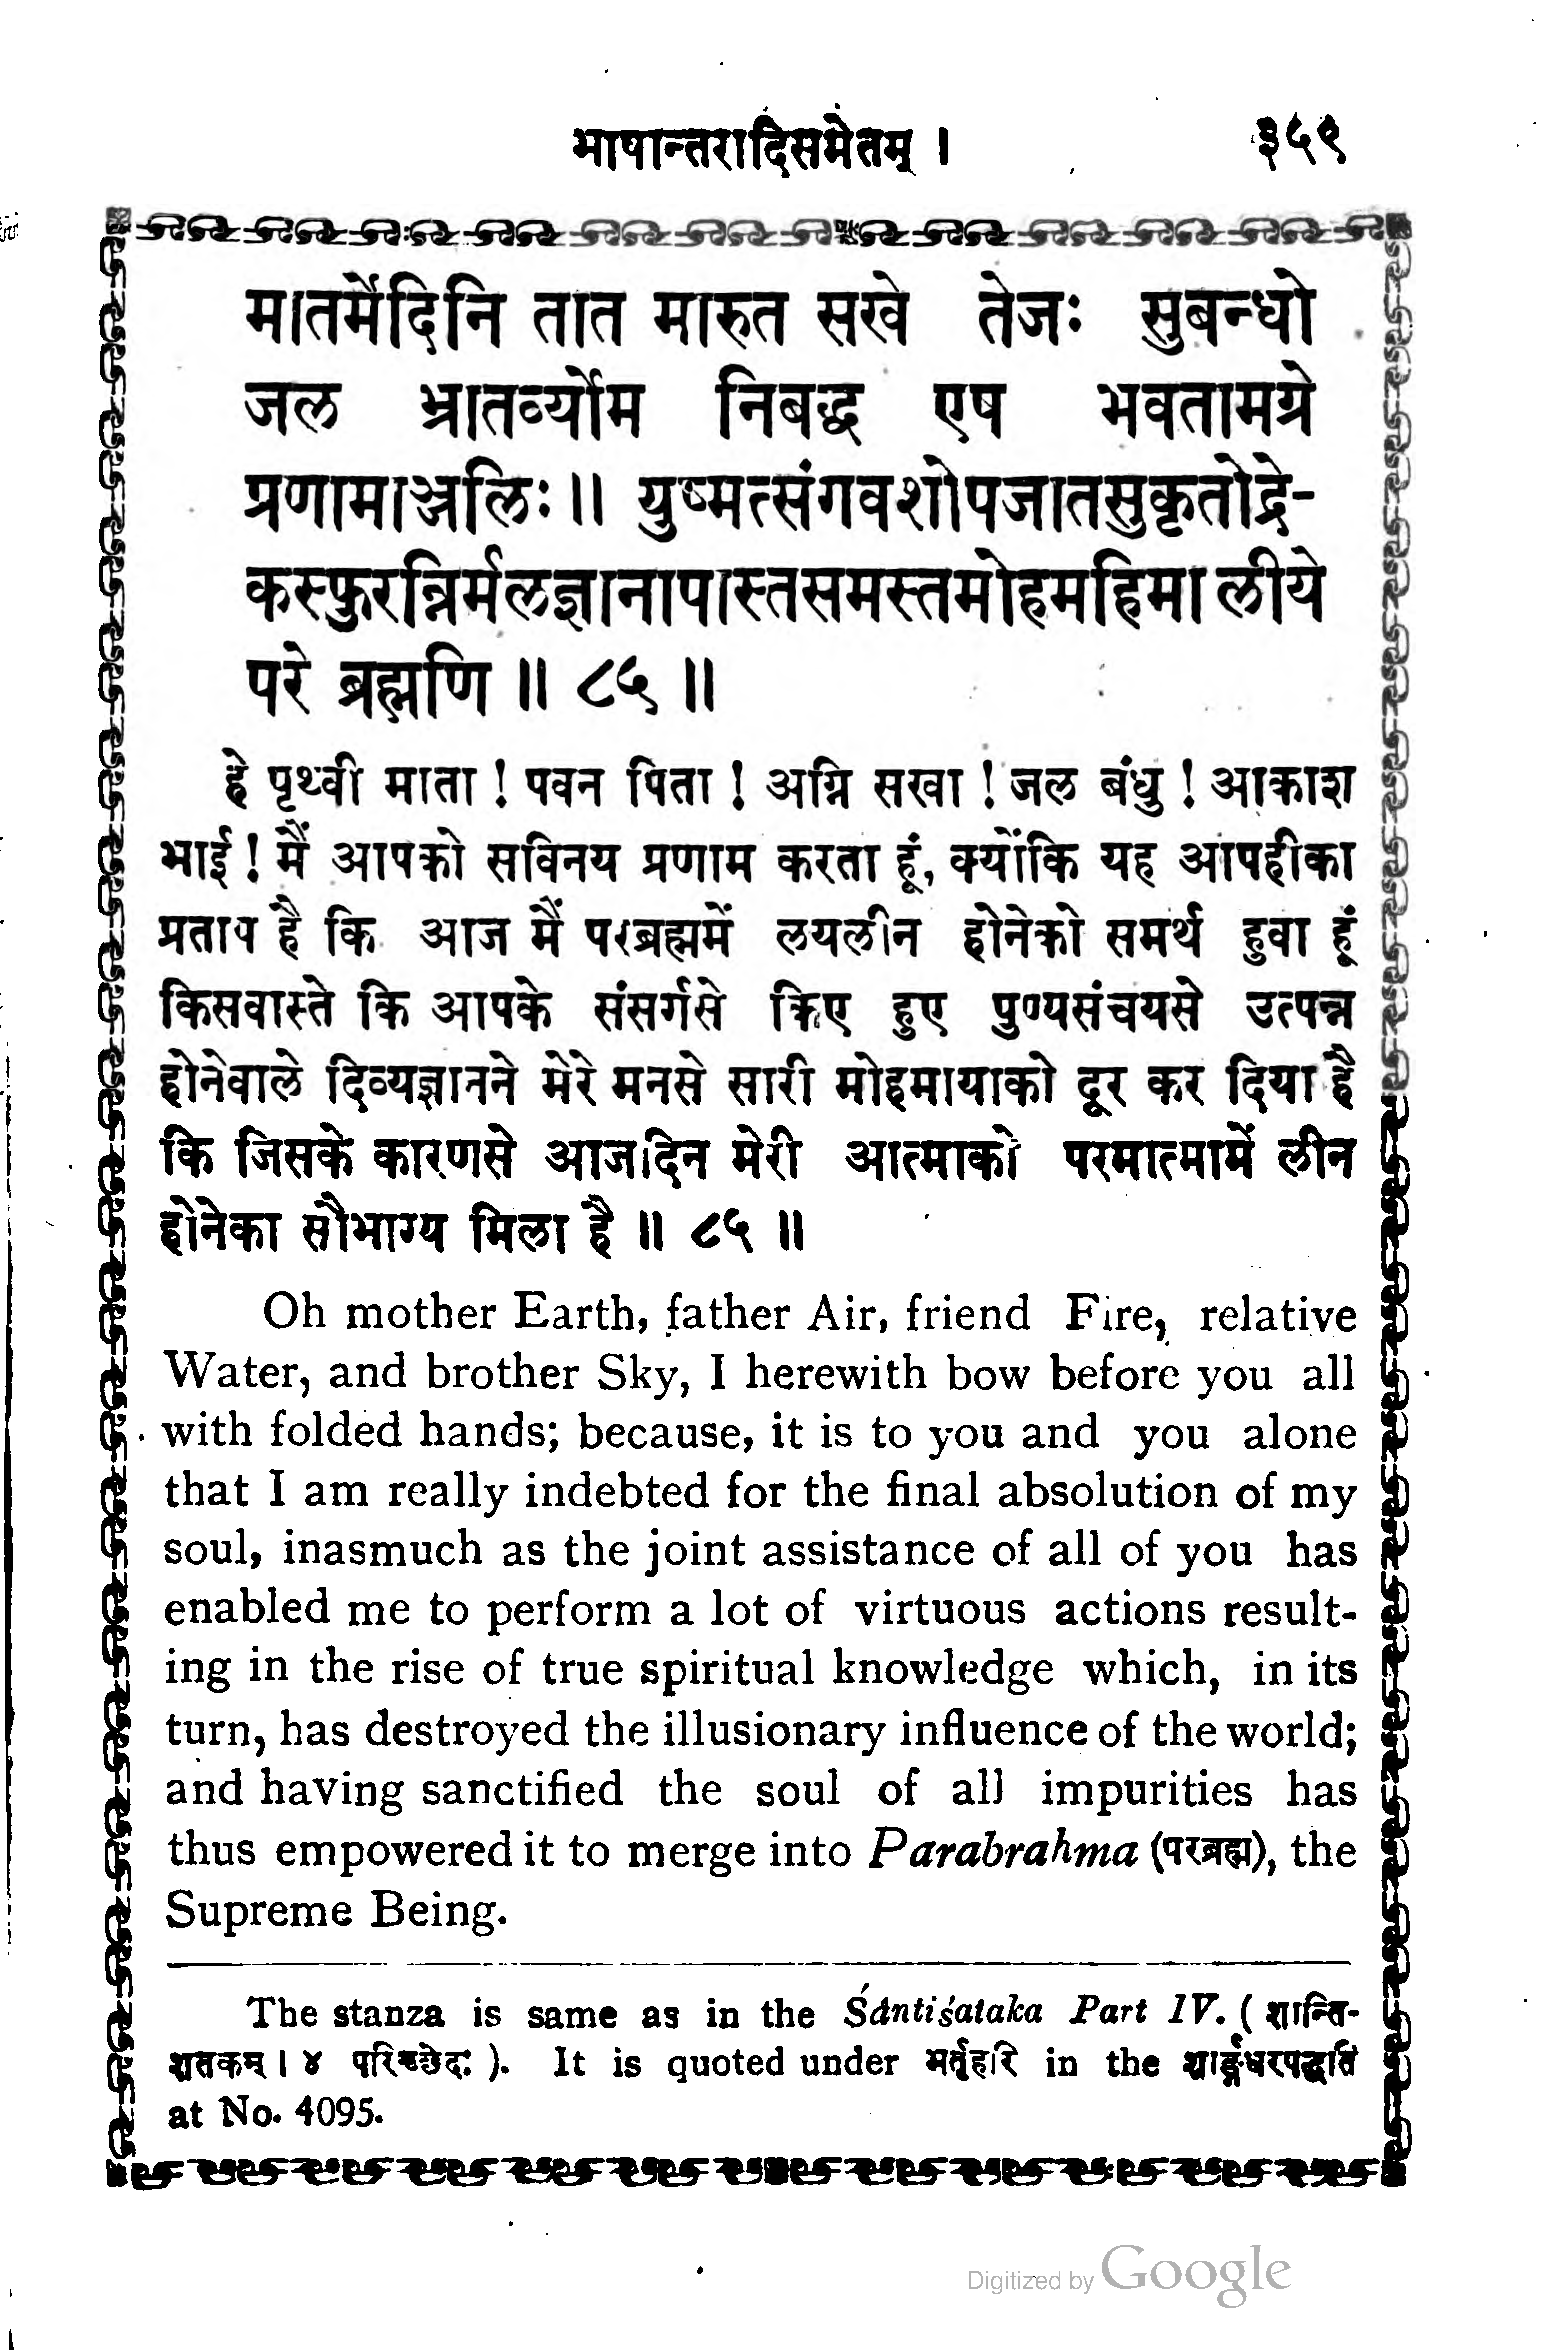 भाषान्तरादिसमेतम् । ३५९
मातर्मेदिनि तात मारुत सखे तेजः सुबन्धो
जल भ्रातर्व्योम निबद्ध एष भवतामग्रे
प्रणामाञ्जलिः ॥ युष्मत्संगवशोपजातसुकृतोद्रे-
कस्फुरन्निर्मलज्ञानापास्तसमस्तमोहमहिमा लीये
परे ब्रह्मणि ॥ ८५ ॥
हे पृथ्वी माता ! पवन पिता ! अग्नि सखा ! जल बंधु ! आकाश
भाई ! मैं आपको सविनय प्रणाम करता हूं, क्योंकि यह आपहीका
प्रताप है कि आज मैं परब्रह्ममें लयलीन होनेको समर्थ हुवा हूं
किसवास्ते कि आपके संसर्गसे किए हुए पुण्यसंचयसे उत्पन्न
होनेवाले दिव्यज्ञानने मेरे मनसे सारी मोहमायाको दूर कर दिया है
कि जिसके कारणसे आजदिन मेरी आत्माको परमात्मामें लीन
होनेका सौभाग्य मिला है ॥ ८५ ॥
Oh mother Earth, father Air, friend Fire, relative
Water, and brother Sky, I herewith bow before you all
with folded hands; because, it is to you and you alone
that I am really indebted for the final absolution of my
soul, inasmuch as the joint assistance of all of you has
enabled me to perform a lot of virtuous actions result-
ing in the rise of true spiritual knowledge which, in its
turn, has destroyed the illusionary influence of the world;
and having sanctified the soul of all impurities has
thus empowered it to merge into Parabrahma (परब्रह्म), the
Supreme Being.
The stanza is same as in the Śántiśataka Part IV. ( शान्ति-
शतकम् । ४ परिच्छेदः ). It is quoted under भर्तृहरि in the शार्ङ्गधरपद्धति
at No. 4095.
Digitized by Google